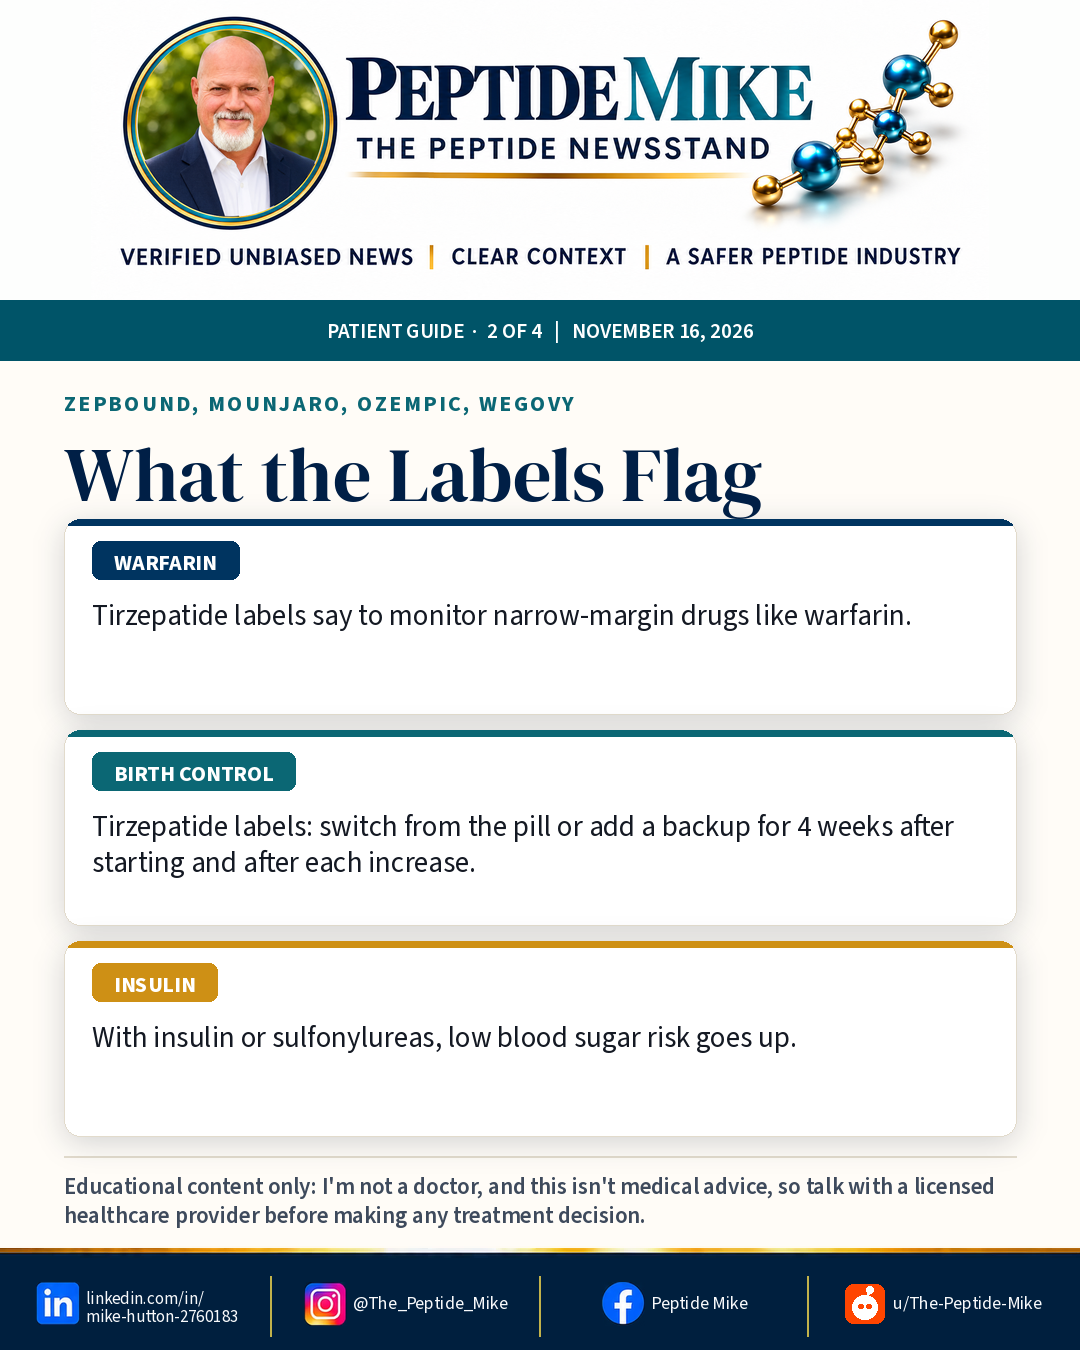 PEPTIDEMIKE
THE PEPTIDE NEWSSTAND
VERIFIED UNBIASED NEWS | CLEAR CONTEXT | A SAFER PEPTIDE INDUSTRY
PATIENT GUIDE · 2 OF 4 | NOVEMBER 16, 2026
ZEPBOUND, MOUNJARO, OZEMPIC, WEGOVY
What the Labels Flag
WARFARIN
Tirzepatide labels say to monitor narrow-margin drugs like warfarin.
BIRTH CONTROL
Tirzepatide labels: switch from the pill or add a backup for 4 weeks after
starting and after each increase.
INSULIN
With insulin or sulfonylureas, low blood sugar risk goes up.
Educational content only: I'm not a doctor, and this isn't medical advice, so talk with a licensed
healthcare provider before making any treatment decision.
linkedin.com/in/
mike-hutton-2760183
@The_Peptide_Mike
Peptide Mike
u/The-Peptide-Mike